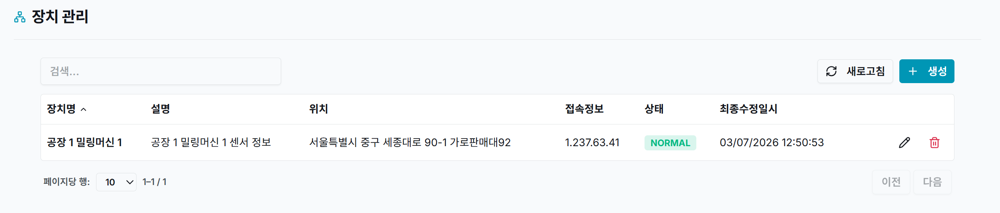 장치 관리
검색...
새로고침
생성
장치명 설명 위치 접속정보 상태 최종수정일시
공장 1 밀링머신 1 공장 1 밀링머신 1 센서 정보 서울특별시 중구 세종대로 90-1 가로판매대92 1.237.63.41 NORMAL 03/07/2026 12:50:53
페이지당 행: 10 1–1 / 1
이전 다음